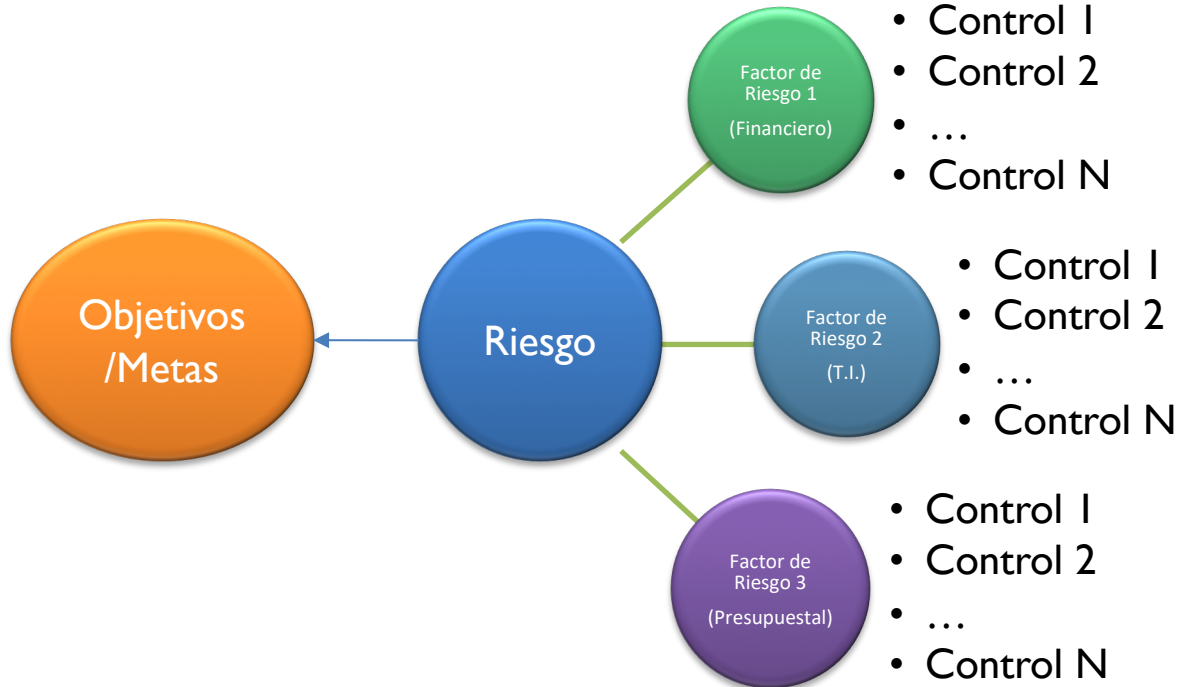 Objetivos
/Metas
Riesgo
Factor de
Riesgo 1
(Financiero)
• Control 1
• Control 2
• …
• Control N
Factor de
Riesgo 2
(T.I.)
• Control 1
• Control 2
• …
• Control N
Factor de
Riesgo 3
(Presupuestal)
• Control 1
• Control 2
• …
• Control N